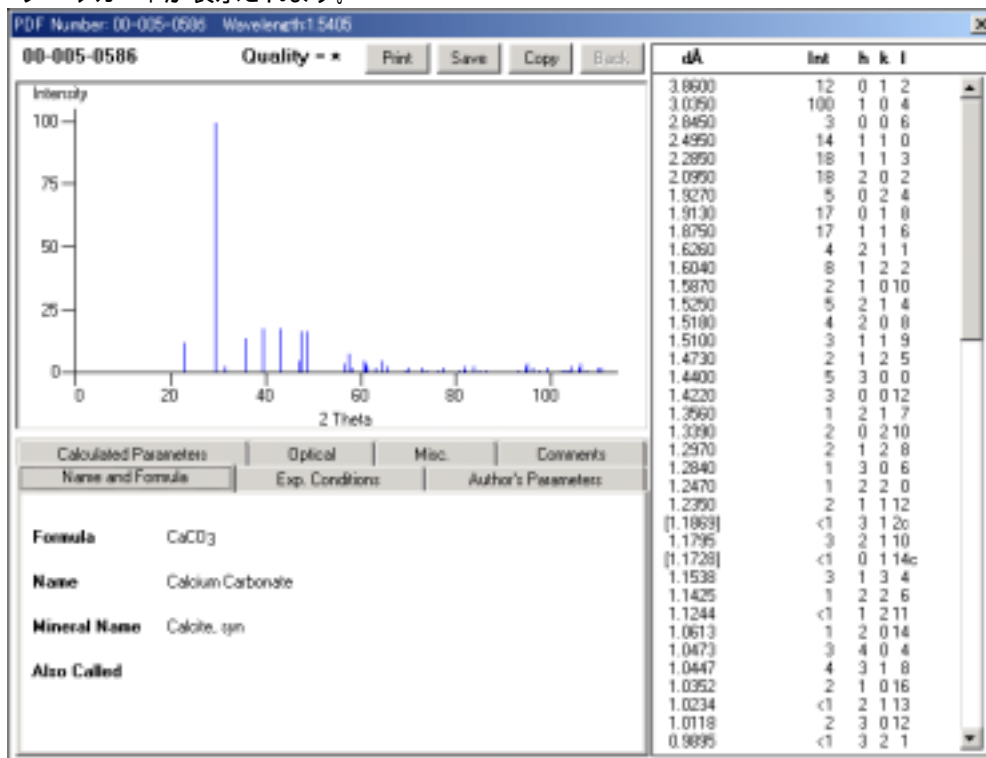 PDF Number: 00-005-0586 Wavelength:1.5405
00-005-0586 Quality - * Print Save Copy Back
Intensity
100
75
50
25
0
0 20 40 60 80 100
2 Theta
Calculated Parameters Optical Misc. Comments
Name and Formula Exp. Conditions Author's Parameters
Formula CaCO3
Name Calcium Carbonate
Mineral Name Calcite, syn
Also Called
dÅ Int h k l
3.8600 12 0 1 2
3.0350 100 1 0 4
2.8450 3 0 0 6
2.4950 14 1 1 0
2.2850 18 1 1 3
2.0950 18 2 0 2
1.9270 5 0 2 4
1.9130 17 0 1 8
1.8750 17 1 1 6
1.6260 4 2 1 1
1.6040 8 1 2 2
1.5870 2 1 0 10
1.5250 5 2 1 4
1.5180 4 2 0 8
1.5100 3 1 1 9
1.4730 2 1 2 5
1.4400 5 3 0 0
1.4220 3 0 0 12
1.3560 1 2 1 7
1.3390 2 0 2 10
1.2970 2 1 2 8
1.2840 1 3 0 6
1.2470 1 2 2 0
1.2350 2 1 1 12
[1.1869] <1 3 1 2c
1.1795 3 2 1 10
[1.1728] <1 0 1 14c
1.1538 3 1 3 4
1.1425 1 2 2 6
1.1244 <1 1 2 11
1.0613 1 2 0 14
1.0473 3 4 0 4
1.0447 4 3 1 8
1.0352 2 1 0 16
1.0234 <1 2 1 13
1.0118 2 3 0 12
0.9895 <1 3 2 1